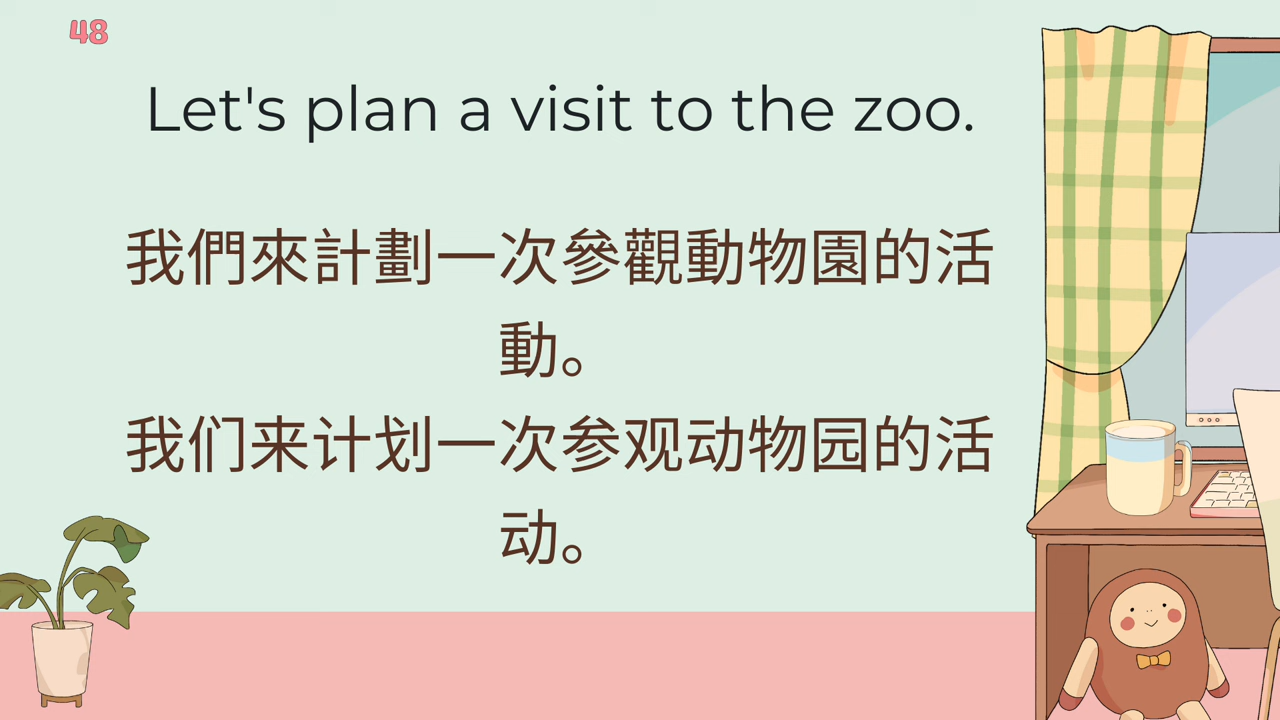 48
Let's plan a visit to the zoo.
我們來計劃一次參觀動物園的活
動。
我们来计划一次参观动物园的活
动。